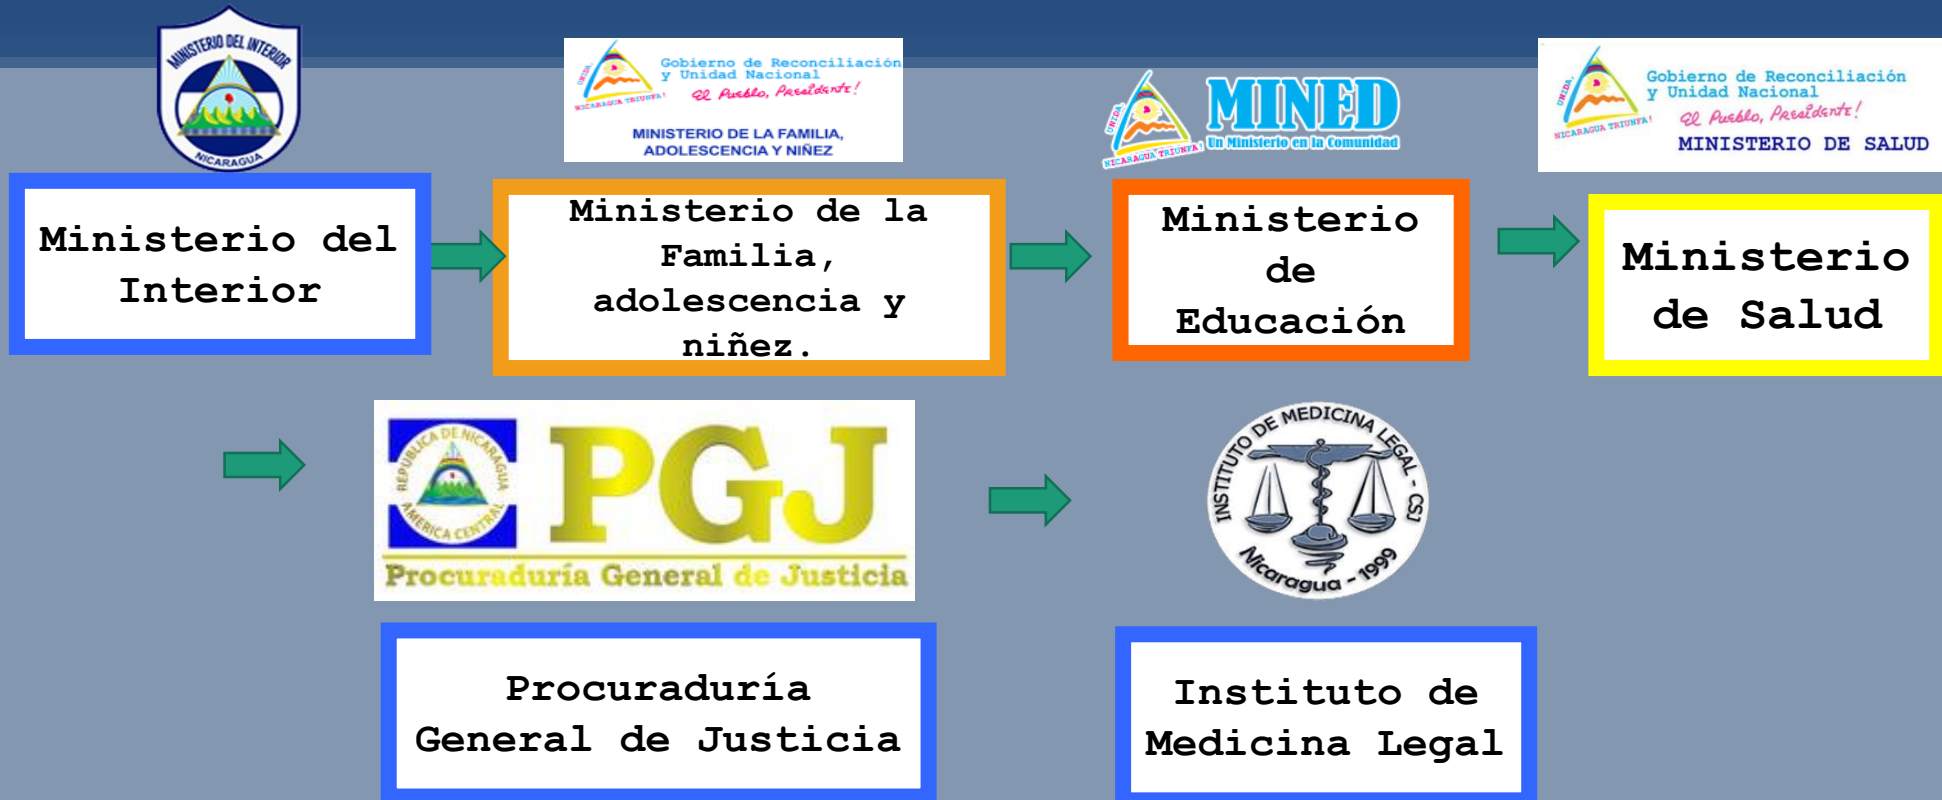 MINISTERIO DEL INTERIOR
NICARAGUA
Gobierno de Reconciliación
y Unidad Nacional
El Pueblo, Presidente!
UNIDA,
NICARAGUA TRIUNFA!
MINISTERIO DE LA FAMILIA,
ADOLESCENCIA Y NIÑEZ
MINED
Un Ministerio en la Comunidad
UNIDA,
NICARAGUA TRIUNFA!
Gobierno de Reconciliación
y Unidad Nacional
El Pueblo, Presidente!
UNIDA,
NICARAGUA TRIUNFA!
MINISTERIO DE SALUD
Ministerio del
Interior
Ministerio de la
Familia,
adolescencia y
niñez.
Ministerio
de
Educación
Ministerio
de Salud
REPUBLICA DE NICARAGUA
AMERICA CENTRAL
PGJ
Procuraduría General de Justicia
INSTITUTO DE MEDICINA LEGAL - CSJ
Nicaragua - 1999
Procuraduría
General de Justicia
Instituto de
Medicina Legal